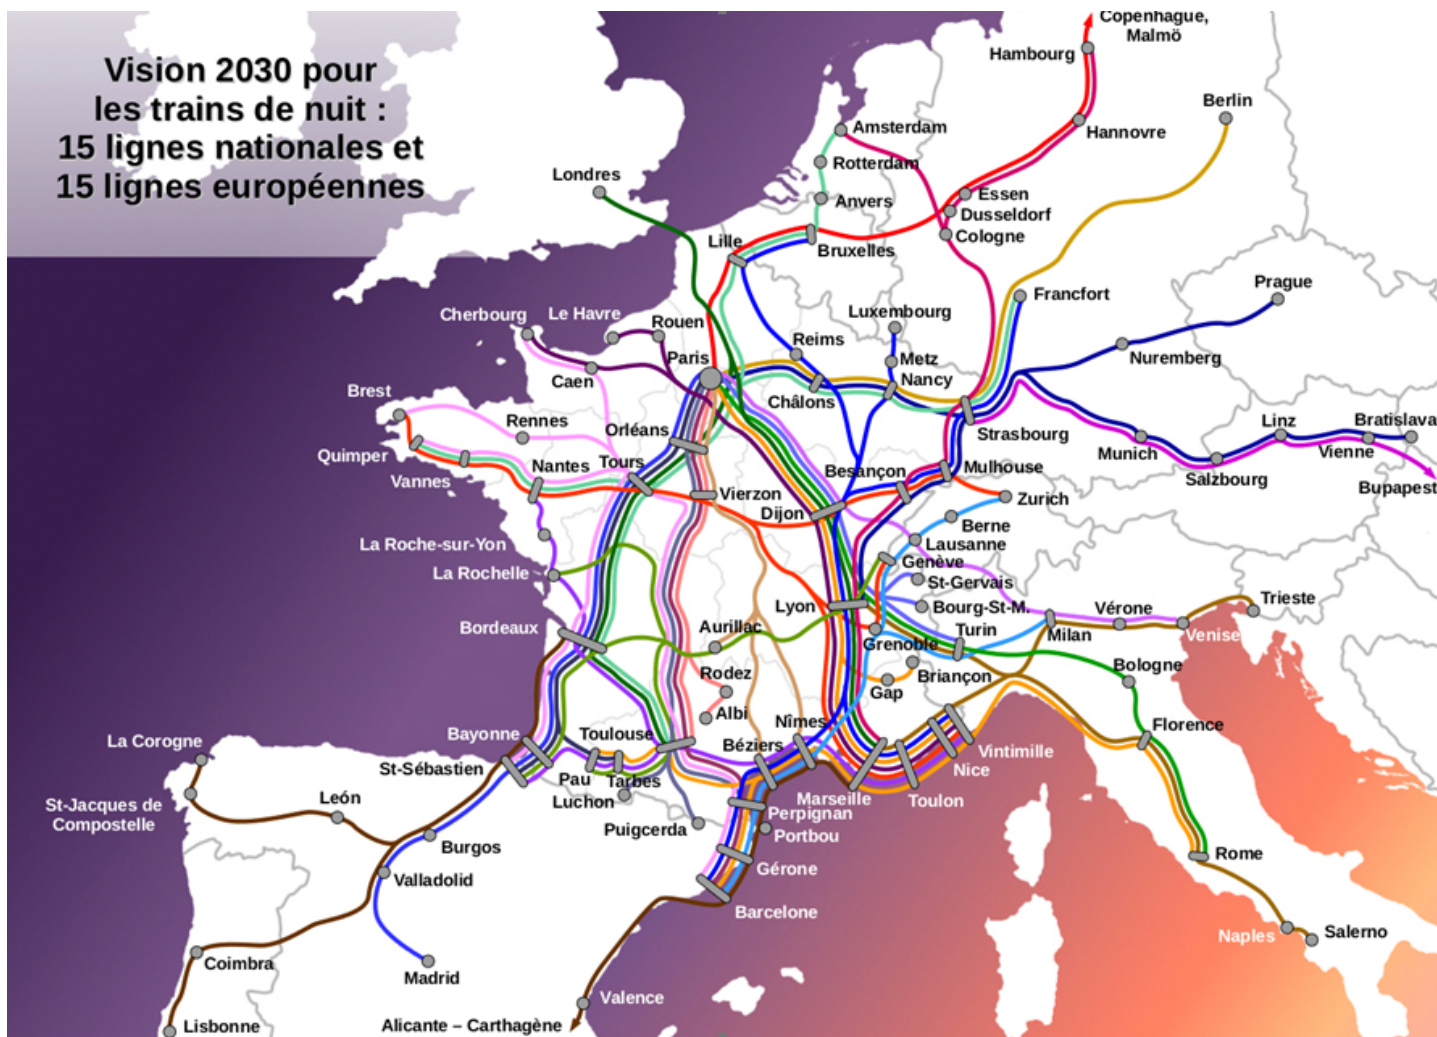 Vision 2030 pour
les trains de nuit :
15 lignes nationales et
15 lignes européennes
Copenhague,
Malmö
Hambourg
Berlin
Hannovre
Amsterdam
Rotterdam
Londres
Anvers
Essen
Dusseldorf
Cologne
Lille
Bruxelles
Prague
Francfort
Cherbourg
Le Havre
Rouen
Luxembourg
Reims
Nuremberg
Paris
Metz
Caen
Nancy
Brest
Châlons
Rennes
Orléans
Strasbourg
Linz
Bratislava
Munich
Vienne
Quimper
Tours
Nantes
Besançon
Mulhouse
Salzbourg
Bupapest
Vannes
Vierzon
Zurich
Dijon
Berne
La Roche-sur-Yon
Lausanne
Genève
La Rochelle
St-Gervais
Lyon
Bourg-St-M.
Vérone
Trieste
Bordeaux
Aurillac
Turin
Milan
Venise
Grenoble
Bologne
Rodez
Briançon
Gap
Albi
Nîmes
Florence
La Corogne
Bayonne
Toulouse
Béziers
Vintimille
St-Sébastien
Pau
Tarbes
Nice
Luchon
Marseille
Toulon
León
St-Jacques de
Compostelle
Perpignan
Puigcerda
Portbou
Burgos
Rome
Gérone
Valladolid
Barcelone
Salerno
Naples
Coimbra
Madrid
Valence
Lisbonne
Alicante – Carthagène